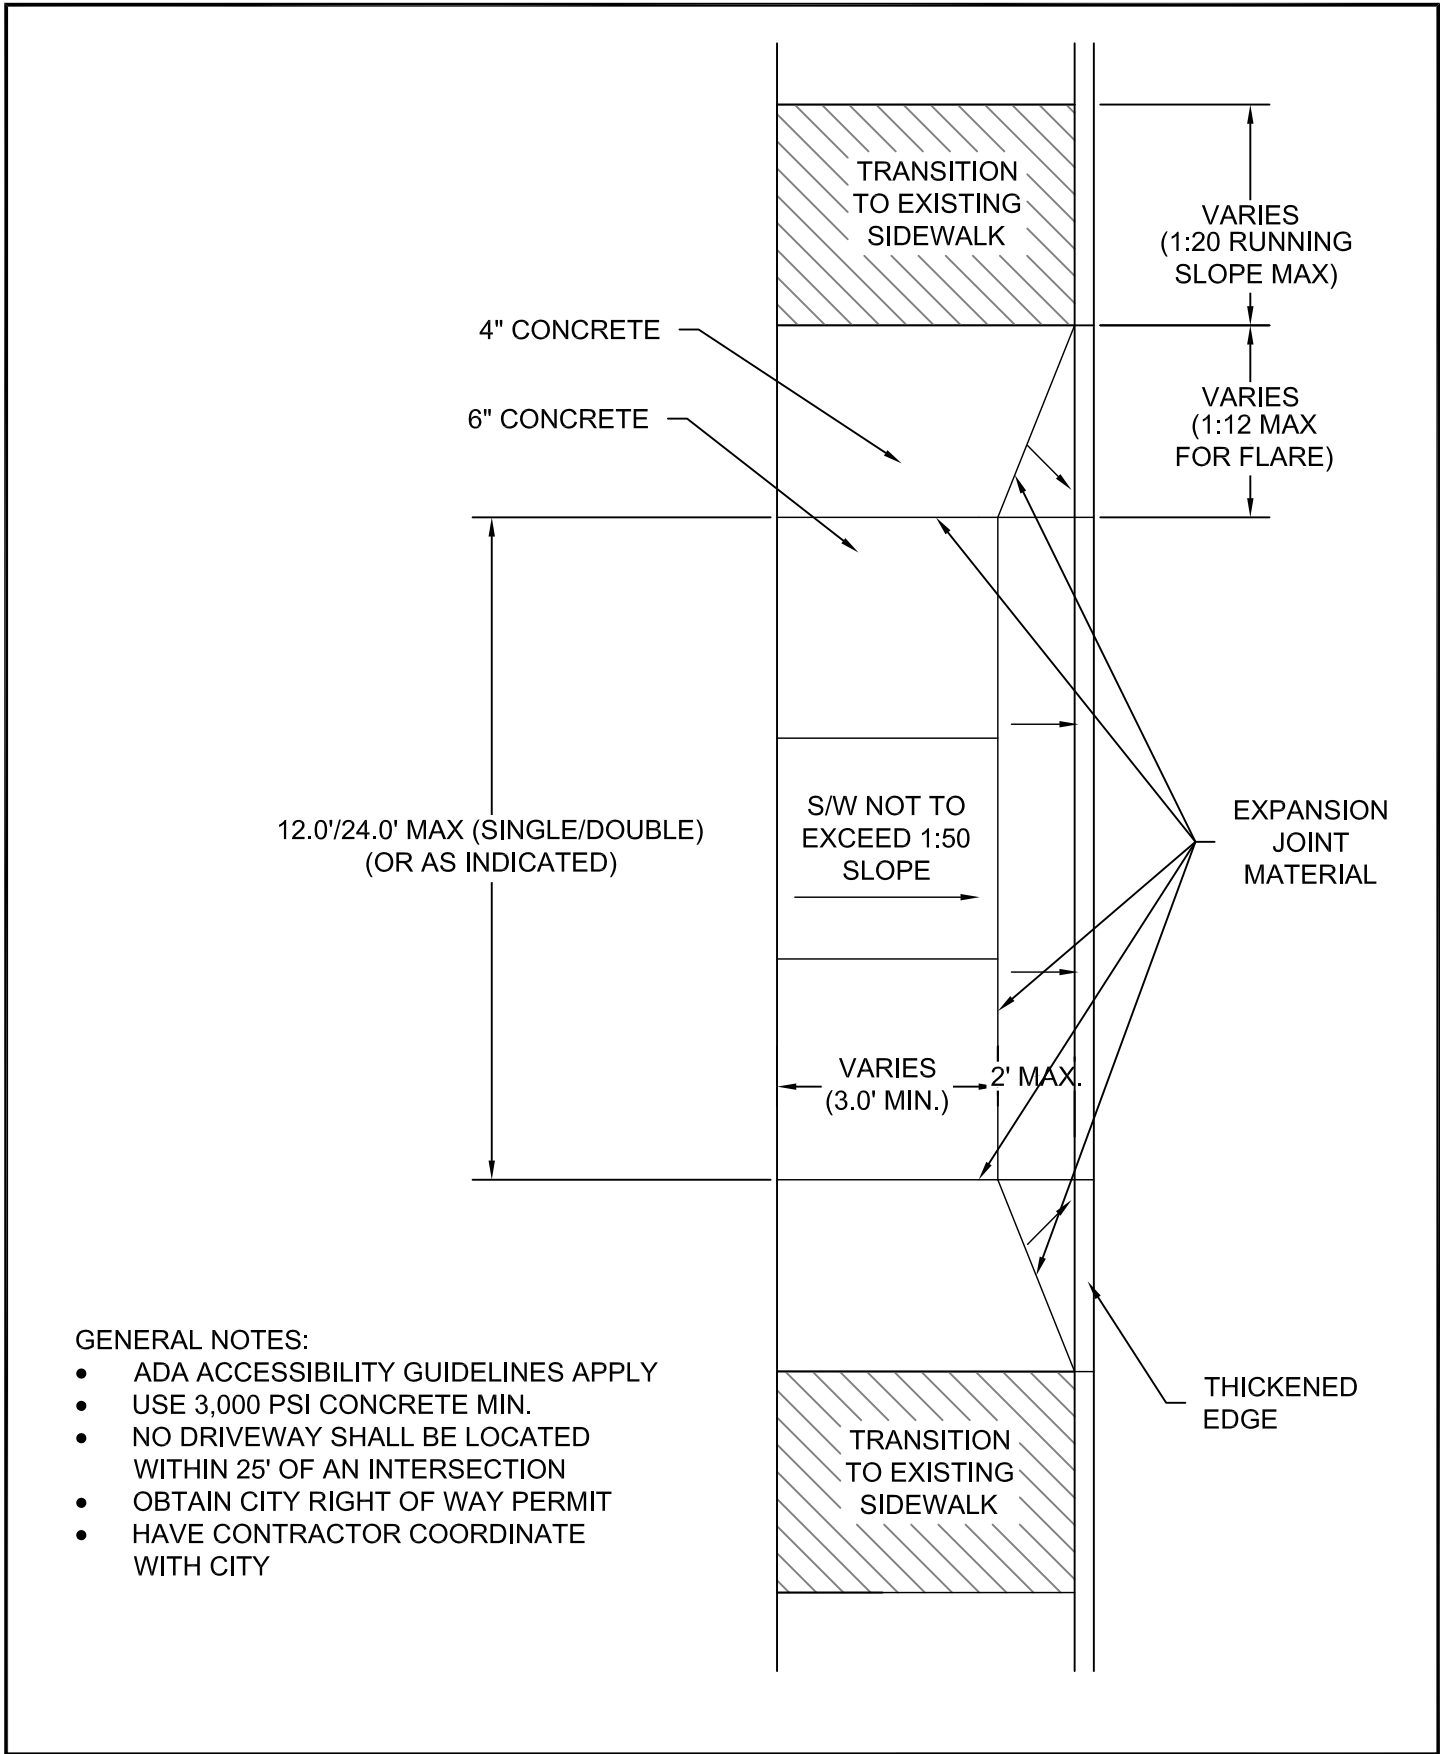 TRANSITION
TO EXISTING
SIDEWALK
VARIES
(1:20 RUNNING
SLOPE MAX)
4" CONCRETE
6" CONCRETE
VARIES
(1:12 MAX
FOR FLARE)
12.0'/24.0' MAX (SINGLE/DOUBLE)
(OR AS INDICATED)
S/W NOT TO
EXCEED 1:50
SLOPE
EXPANSION
JOINT
MATERIAL
VARIES
(3.0' MIN.)
2' MAX.
GENERAL NOTES:
• ADA ACCESSIBILITY GUIDELINES APPLY
• USE 3,000 PSI CONCRETE MIN.
• NO DRIVEWAY SHALL BE LOCATED
WITHIN 25' OF AN INTERSECTION
• OBTAIN CITY RIGHT OF WAY PERMIT
• HAVE CONTRACTOR COORDINATE
WITH CITY
THICKENED
EDGE
TRANSITION
TO EXISTING
SIDEWALK